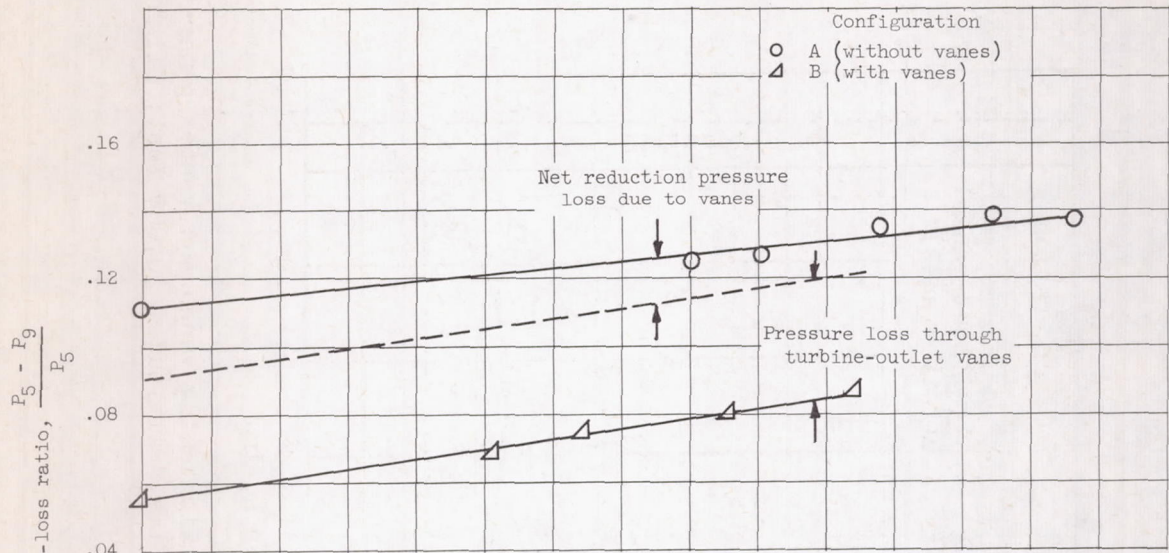 Configuration
A (without vanes)
B (with vanes)
.16
Net reduction pressure
loss due to vanes
.12
Pressure loss through
turbine-outlet vanes
.08
-loss ratio, P5 - P9
P5
.04